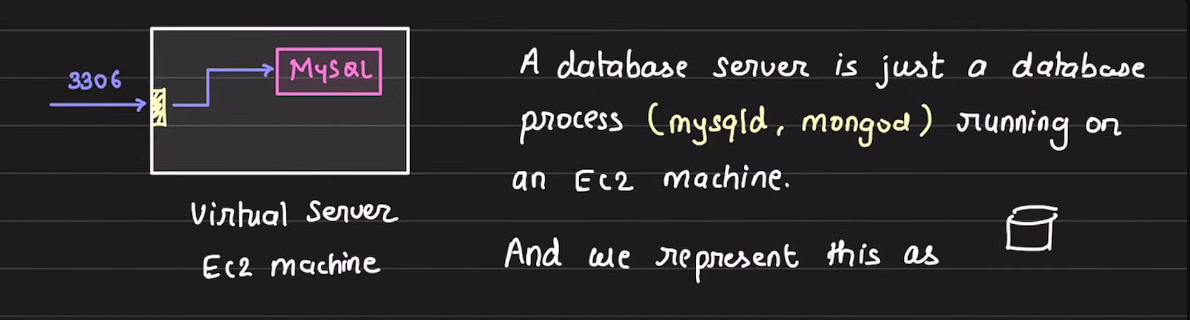 3306
MySQL
Virtual Server
Ec2 machine
A database server is just a database
process (mysqld, mongod) running on
an Ec2 machine.
And we represent this as